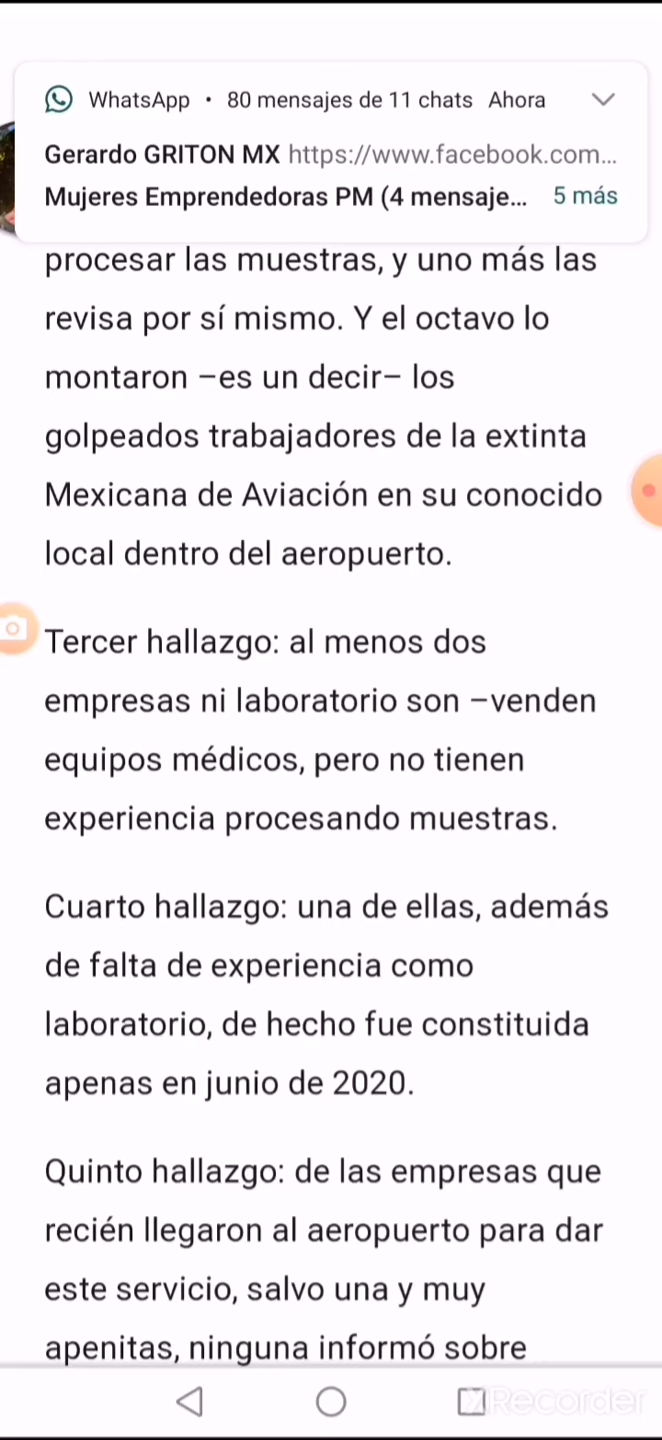 WhatsApp • 80 mensajes de 11 chats Ahora
Gerardo GRITON MX https://www.facebook.com...
Mujeres Emprendedoras PM (4 mensaje... 5 más
procesar las muestras, y uno más las
revisa por sí mismo. Y el octavo lo
montaron –es un decir– los
golpeados trabajadores de la extinta
Mexicana de Aviación en su conocido
local dentro del aeropuerto.
Tercer hallazgo: al menos dos
empresas ni laboratorio son –venden
equipos médicos, pero no tienen
experiencia procesando muestras.
Cuarto hallazgo: una de ellas, además
de falta de experiencia como
laboratorio, de hecho fue constituida
apenas en junio de 2020.
Quinto hallazgo: de las empresas que
recién llegaron al aeropuerto para dar
este servicio, salvo una y muy
apenitas, ninguna informó sobre
Recorder